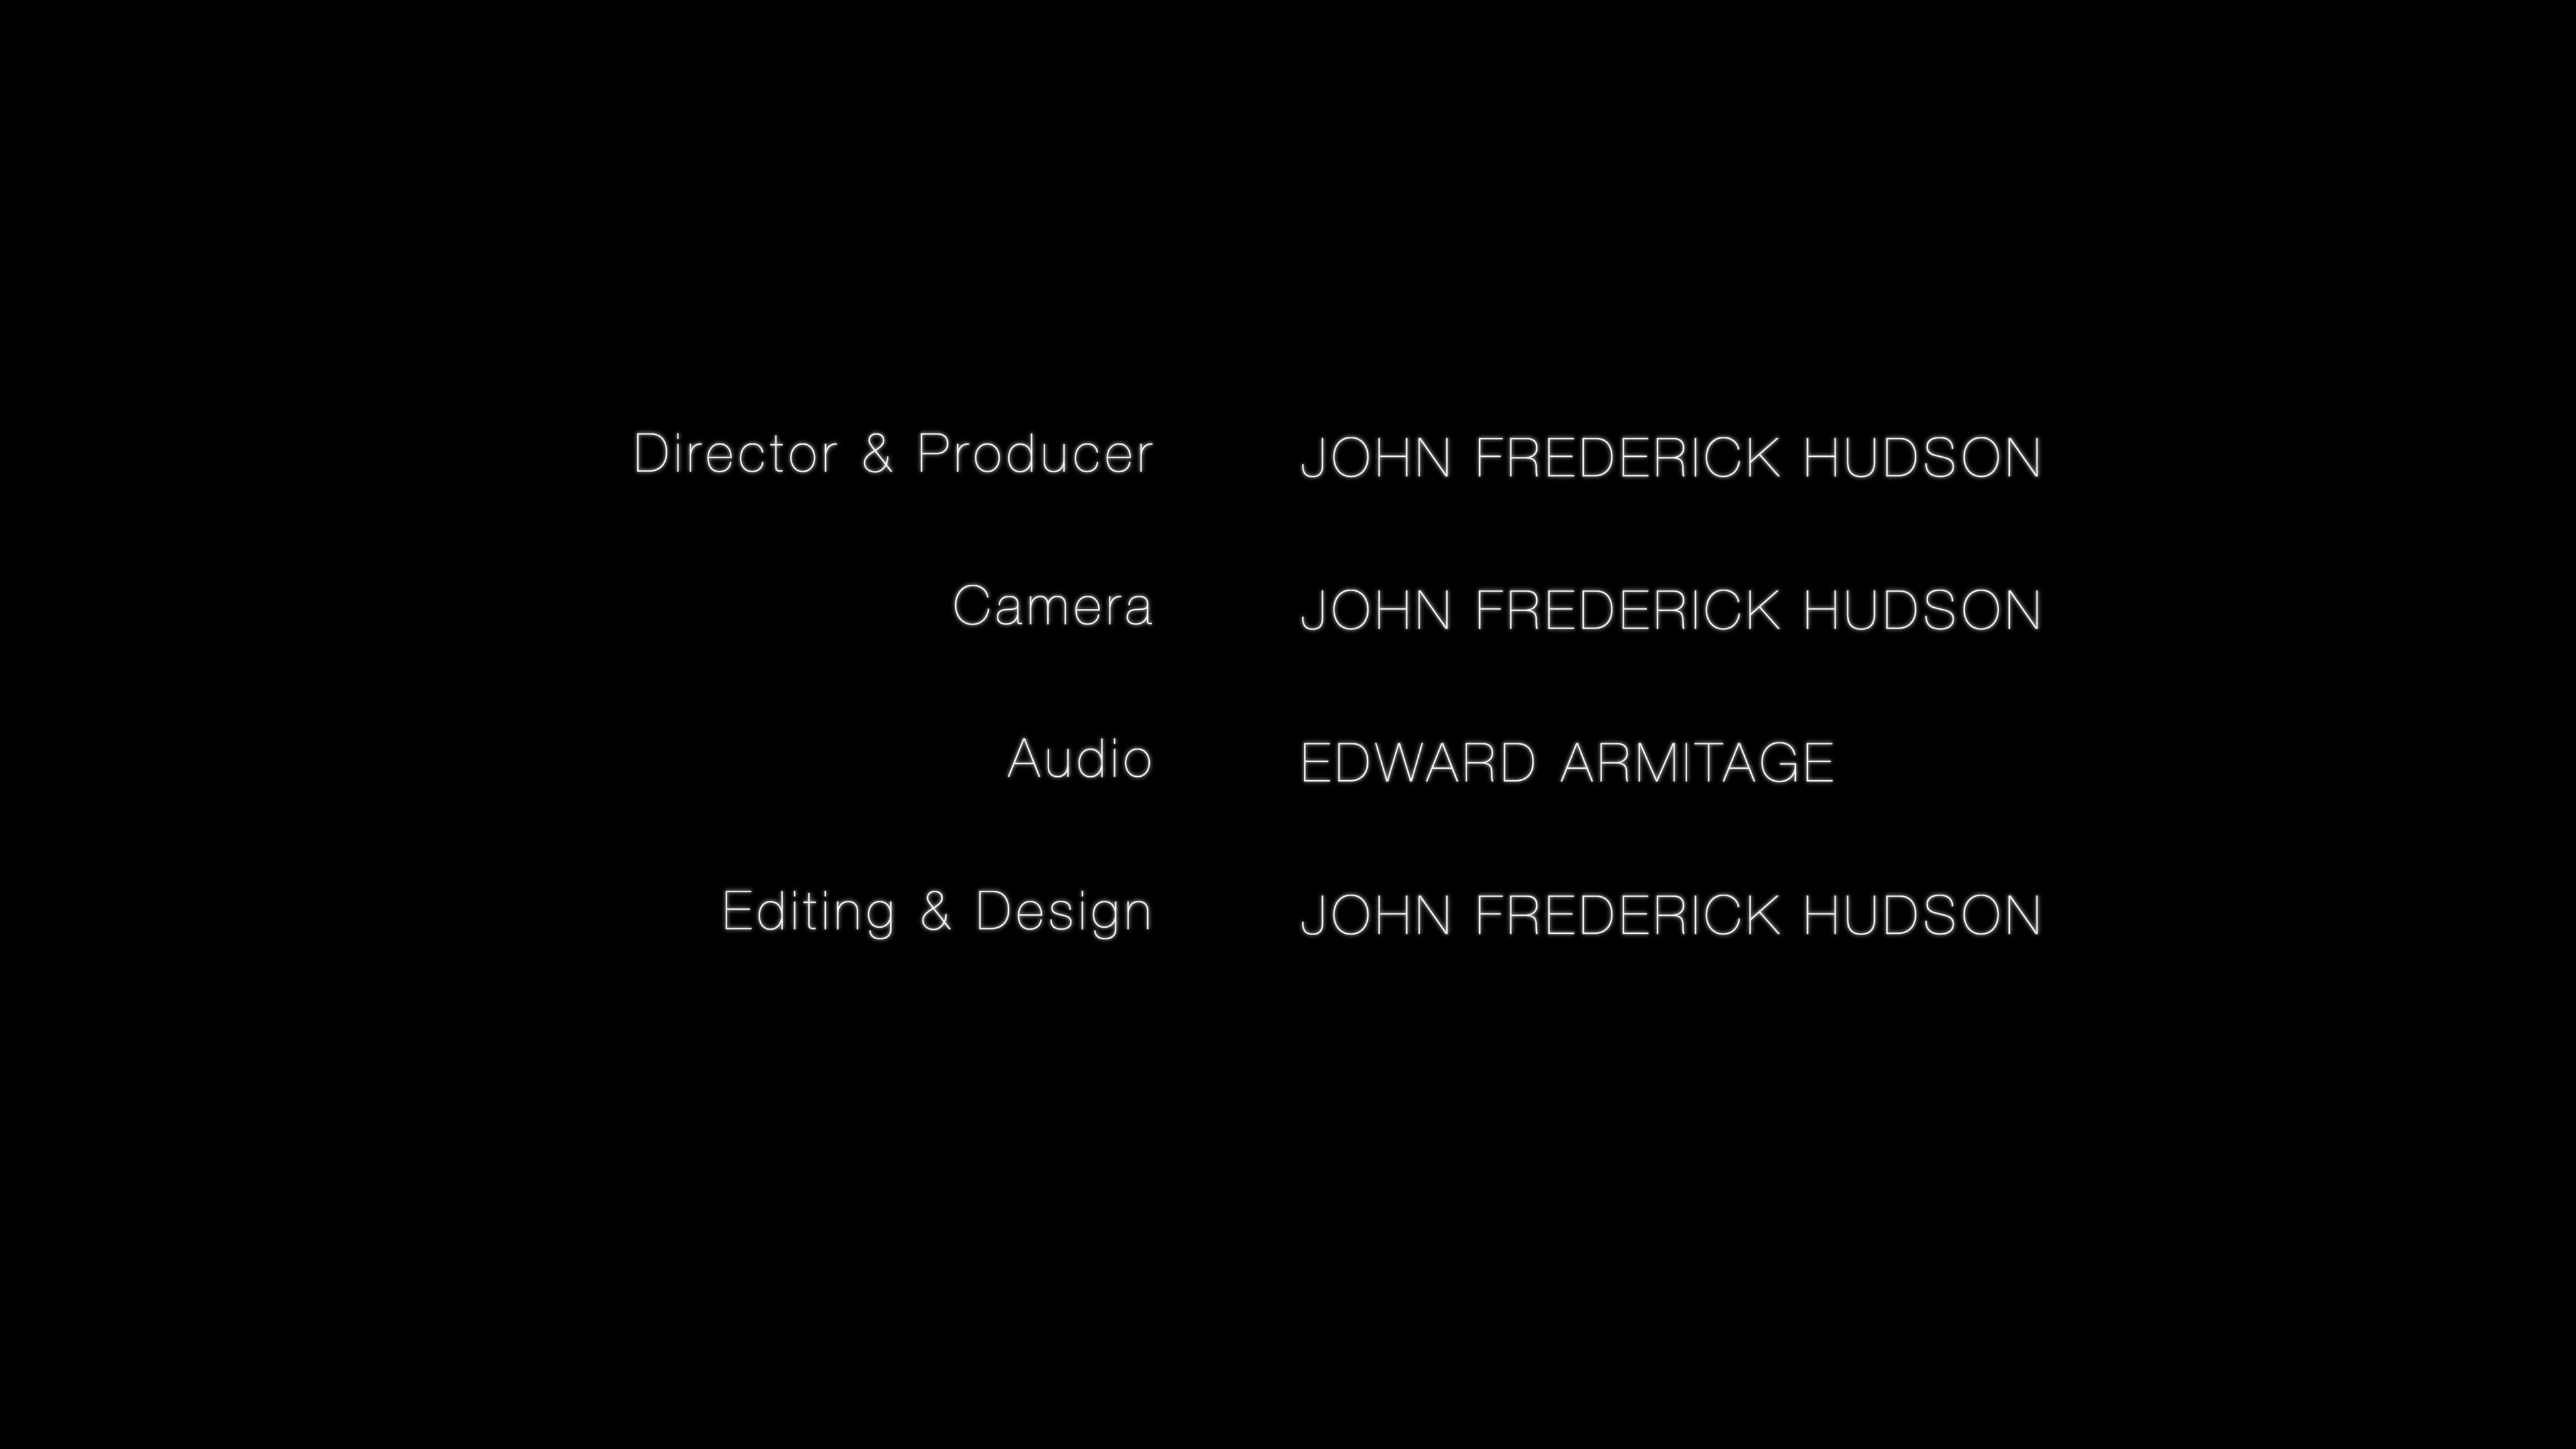 Director & Producer JOHN FREDERICK HUDSON
Camera JOHN FREDERICK HUDSON
Audio EDWARD ARMITAGE
Editing & Design JOHN FREDERICK HUDSON